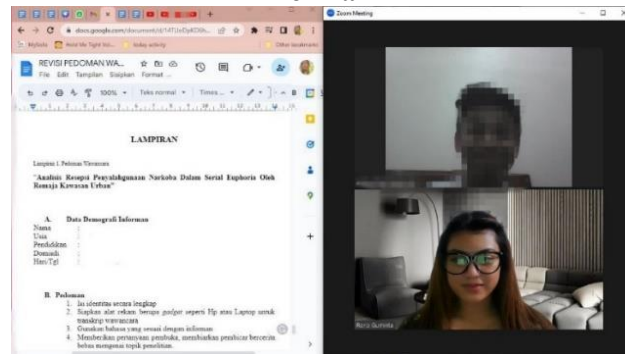 docs.google.com/document/d/
Other bookmarks
REVISI PEDOMAN WA...
File Edit Tampilan Sisipkan Format ...
100% Teks normal Times...
LAMPIRAN
Lampiran 1. Pedoman Wawancara
"Analisis Resepsi Penyalahgunaan Narkoba Dalam Serial Euphoria Oleh
Remaja Kawasan Urban"
A. Data Demografi Informan
Nama :
Usia :
Pendidikan :
Domisili :
Hari/Tgl :
B. Pedoman
1. Isi identitas secara lengkap
2. Siapkan alat rekam berupa gadget seperti Hp atau Laptop untuk
transkrip wawancara
3. Gunakan bahasa yang sesuai dengan informan
4. Memberikan pertanyaan pembuka, membiarkan pembicar bercerita
bebas mengenai topik penelitian.
Zoom Meeting